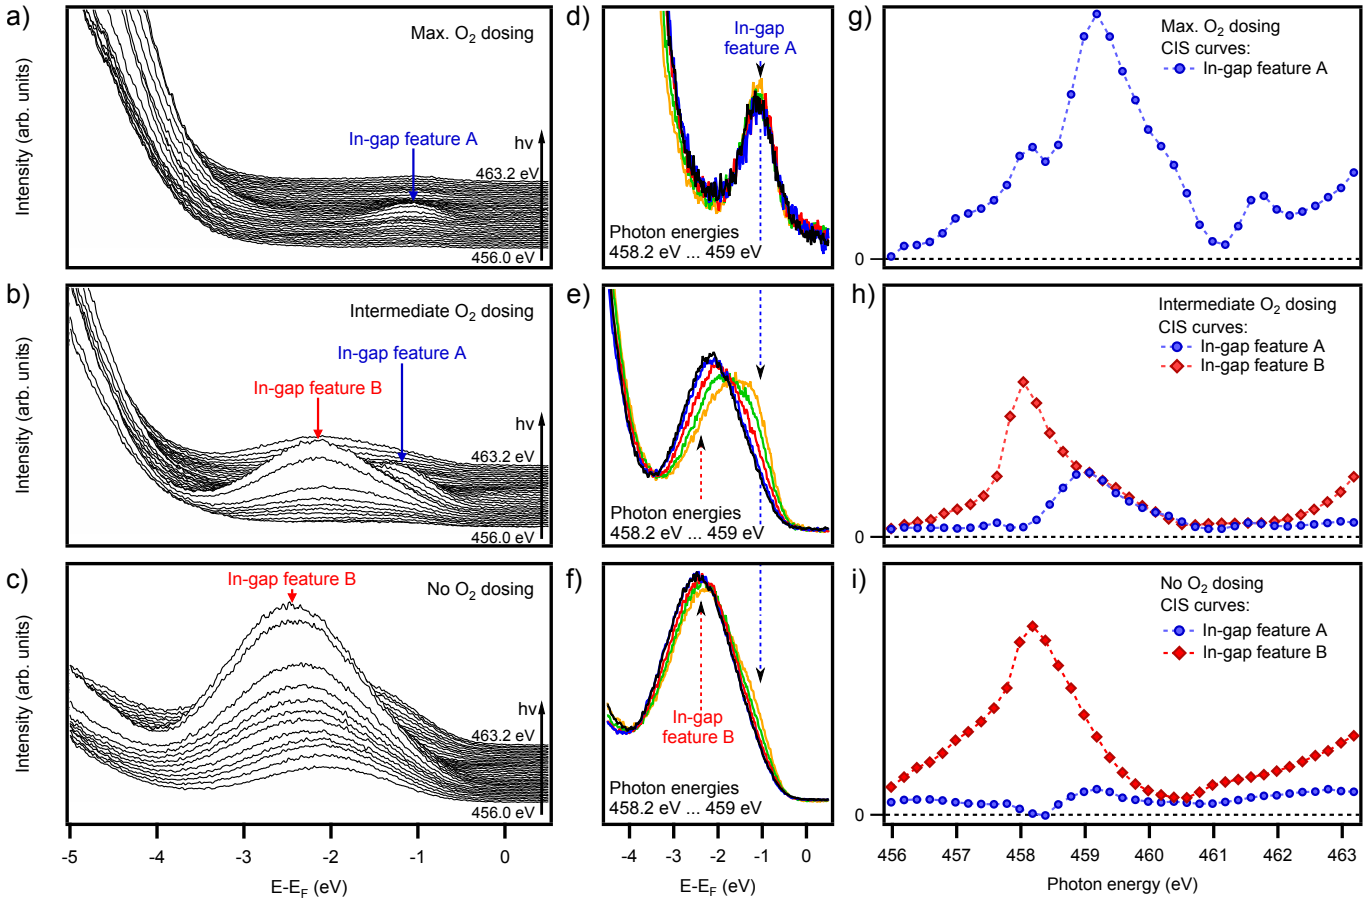 a)
Max. O2 dosing
In-gap feature A
hν
463.2 eV
456.0 eV
Intensity (arb. units)
b)
Intermediate O2 dosing
In-gap feature A
In-gap feature B
hν
463.2 eV
456.0 eV
Intensity (arb. units)
c)
No O2 dosing
In-gap feature B
hν
463.2 eV
456.0 eV
Intensity (arb. units)
-5 -4 -3 -2 -1 0
E-EF (eV)
d)
In-gap
feature A
Photon energies
458.2 eV ... 459 eV
e)
Photon energies
458.2 eV ... 459 eV
f)
In-gap
feature B
Photon energies
458.2 eV ... 459 eV
-4 -3 -2 -1 0
E-EF (eV)
g)
Max. O2 dosing
CIS curves:
In-gap feature A
0
h)
Intermediate O2 dosing
CIS curves:
In-gap feature A
In-gap feature B
0
i)
No O2 dosing
CIS curves:
In-gap feature A
In-gap feature B
0
456 457 458 459 460 461 462 463
Photon energy (eV)